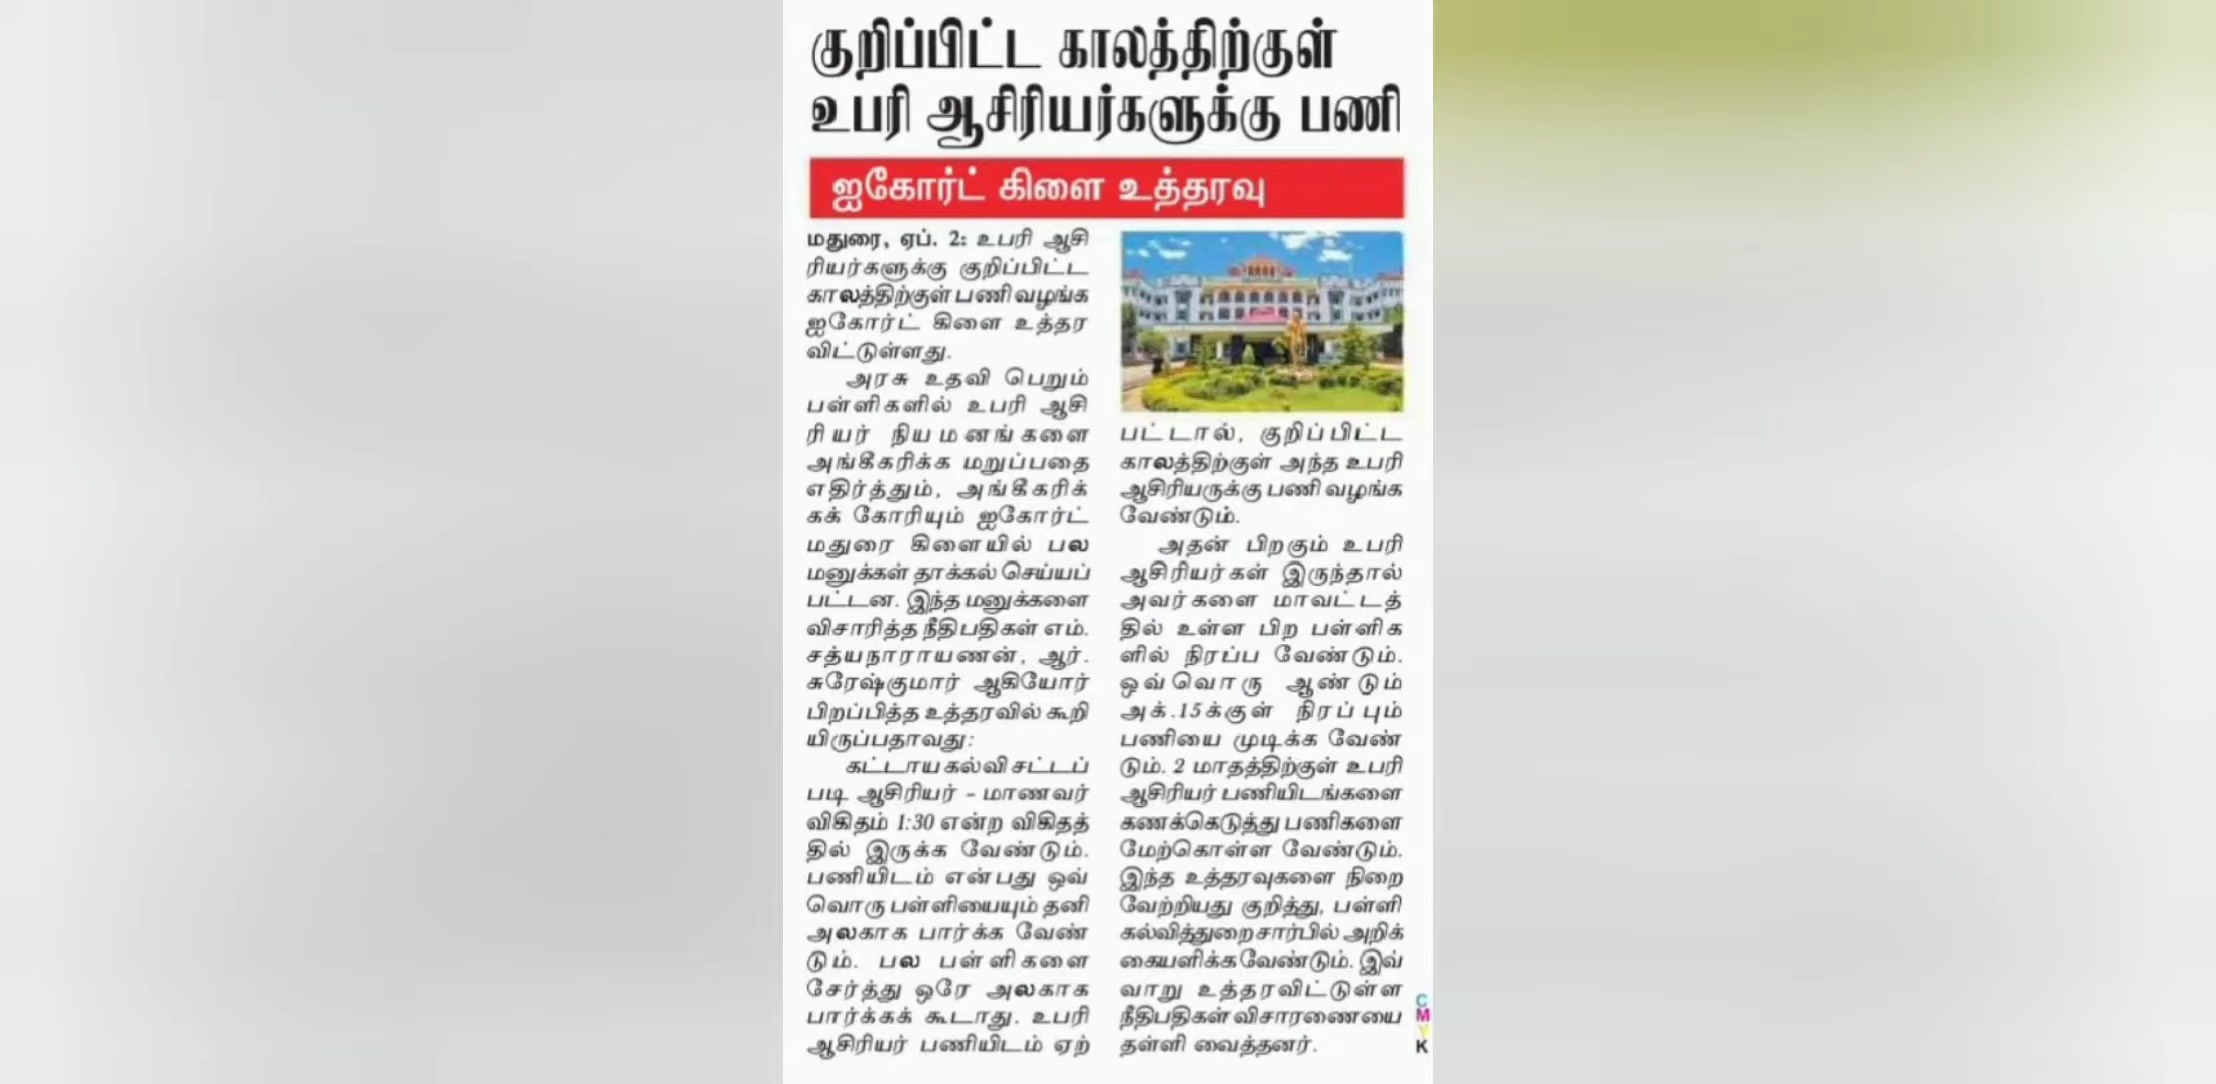 குறிப்பிட்ட காலத்திற்குள்
உபரி ஆசிரியர்களுக்கு பணி
ஐகோர்ட் கிளை உத்தரவு
மதுரை, ஏப். 2: உபரி ஆசி
ரியர்களுக்கு குறிப்பிட்ட
காலத்திற்குள் பணி வழங்க
ஐகோர்ட் கிளை உத்தர
விட்டுள்ளது.
அரசு உதவி பெறும்
பள்ளிகளில் உபரி ஆசி
ரியர் நியமனங்களை
அங்கீகரிக்க மறுப்பதை
எதிர்த்தும், அங்கீகரிக்
கக் கோரியும் ஐகோர்ட்
மதுரை கிளையில் பல
மனுக்கள் தாக்கல் செய்யப்
பட்டன. இந்த மனுக்களை
விசாரித்த நீதிபதிகள் எம்.
சத்யநாராயணன், ஆர்.
சுரேஷ்குமார் ஆகியோர்
பிறப்பித்த உத்தரவில் கூறி
யிருப்பதாவது:
கட்டாய கல்வி சட்டப்
படி ஆசிரியர் - மாணவர்
விகிதம் 1:30 என்ற விகிதத்
தில் இருக்க வேண்டும்.
பணியிடம் என்பது ஒவ்
வொரு பள்ளியையும் தனி
அலகாக பார்க்க வேண்
டும். பல பள்ளிகளை
சேர்த்து ஒரே அலகாக
பார்க்கக் கூடாது. உபரி
ஆசிரியர் பணியிடம் ஏற்
பட்டால், குறிப்பிட்ட
காலத்திற்குள் அந்த உபரி
ஆசிரியருக்கு பணி வழங்க
வேண்டும்.
அதன் பிறகும் உபரி
ஆசிரியர்கள் இருந்தால்
அவர்களை மாவட்டத்
தில் உள்ள பிற பள்ளிக
ளில் நிரப்ப வேண்டும்.
ஒவ்வொரு ஆண்டும்
அக்.15க்குள் நிரப்பும்
பணியை முடிக்க வேண்
டும். 2 மாதத்திற்குள் உபரி
ஆசிரியர் பணியிடங்களை
கணக்கெடுத்து பணிகளை
மேற்கொள்ள வேண்டும்.
இந்த உத்தரவுகளை நிறை
வேற்றியது குறித்து, பள்ளி
கல்வித்துறை சார்பில் அறிக்
கையளிக்க வேண்டும். இவ்
வாறு உத்தரவிட்டுள்ள
நீதிபதிகள் விசாரணையை
தள்ளி வைத்தனர்.
C
M
Y
K